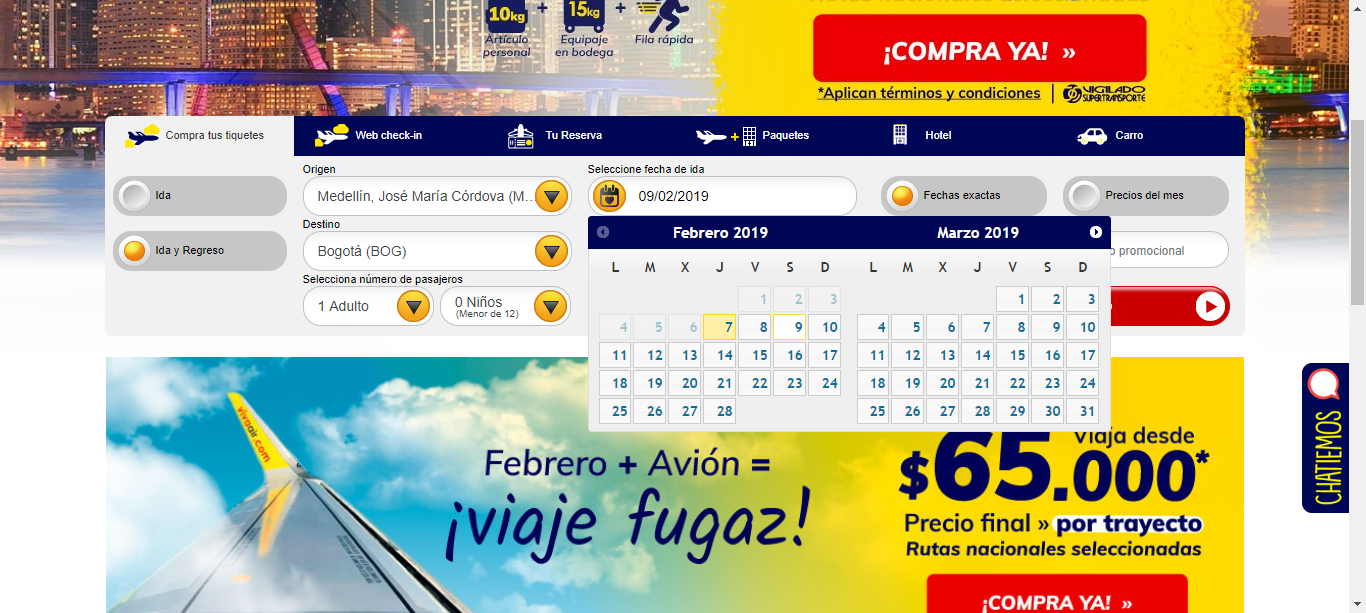 10kg + 15kg +
Artículo personal
Equipaje en bodega
Fila rápida
¡COMPRA YA! »
*Aplican términos y condiciones | VIGILADO SUPERTRANSPORTE
Compra tus tiquetes
Web check-in
Tu Reserva
Paquetes
Hotel
Carro
Ida
Ida y Regreso
Origen
Medellín, José María Córdova (M...
Destino
Bogotá (BOG)
Selecciona número de pasajeros
1 Adulto
0 Niños
(Menor de 12)
Seleccione fecha de ida
09/02/2019
Fechas exactas
Precios del mes
promocional
Febrero 2019
L M X J V S D
1 2 3
4 5 6 7 8 9 10
11 12 13 14 15 16 17
18 19 20 21 22 23 24
25 26 27 28
Marzo 2019
L M X J V S D
1 2 3
4 5 6 7 8 9 10
11 12 13 14 15 16 17
18 19 20 21 22 23 24
25 26 27 28 29 30 31
vivaair.com
Febrero + Avión =
¡viaje fugaz!
viaja desde
$65.000*
Precio final » por trayecto
Rutas nacionales seleccionadas
¡COMPRA YA! »
CHATIEMOS